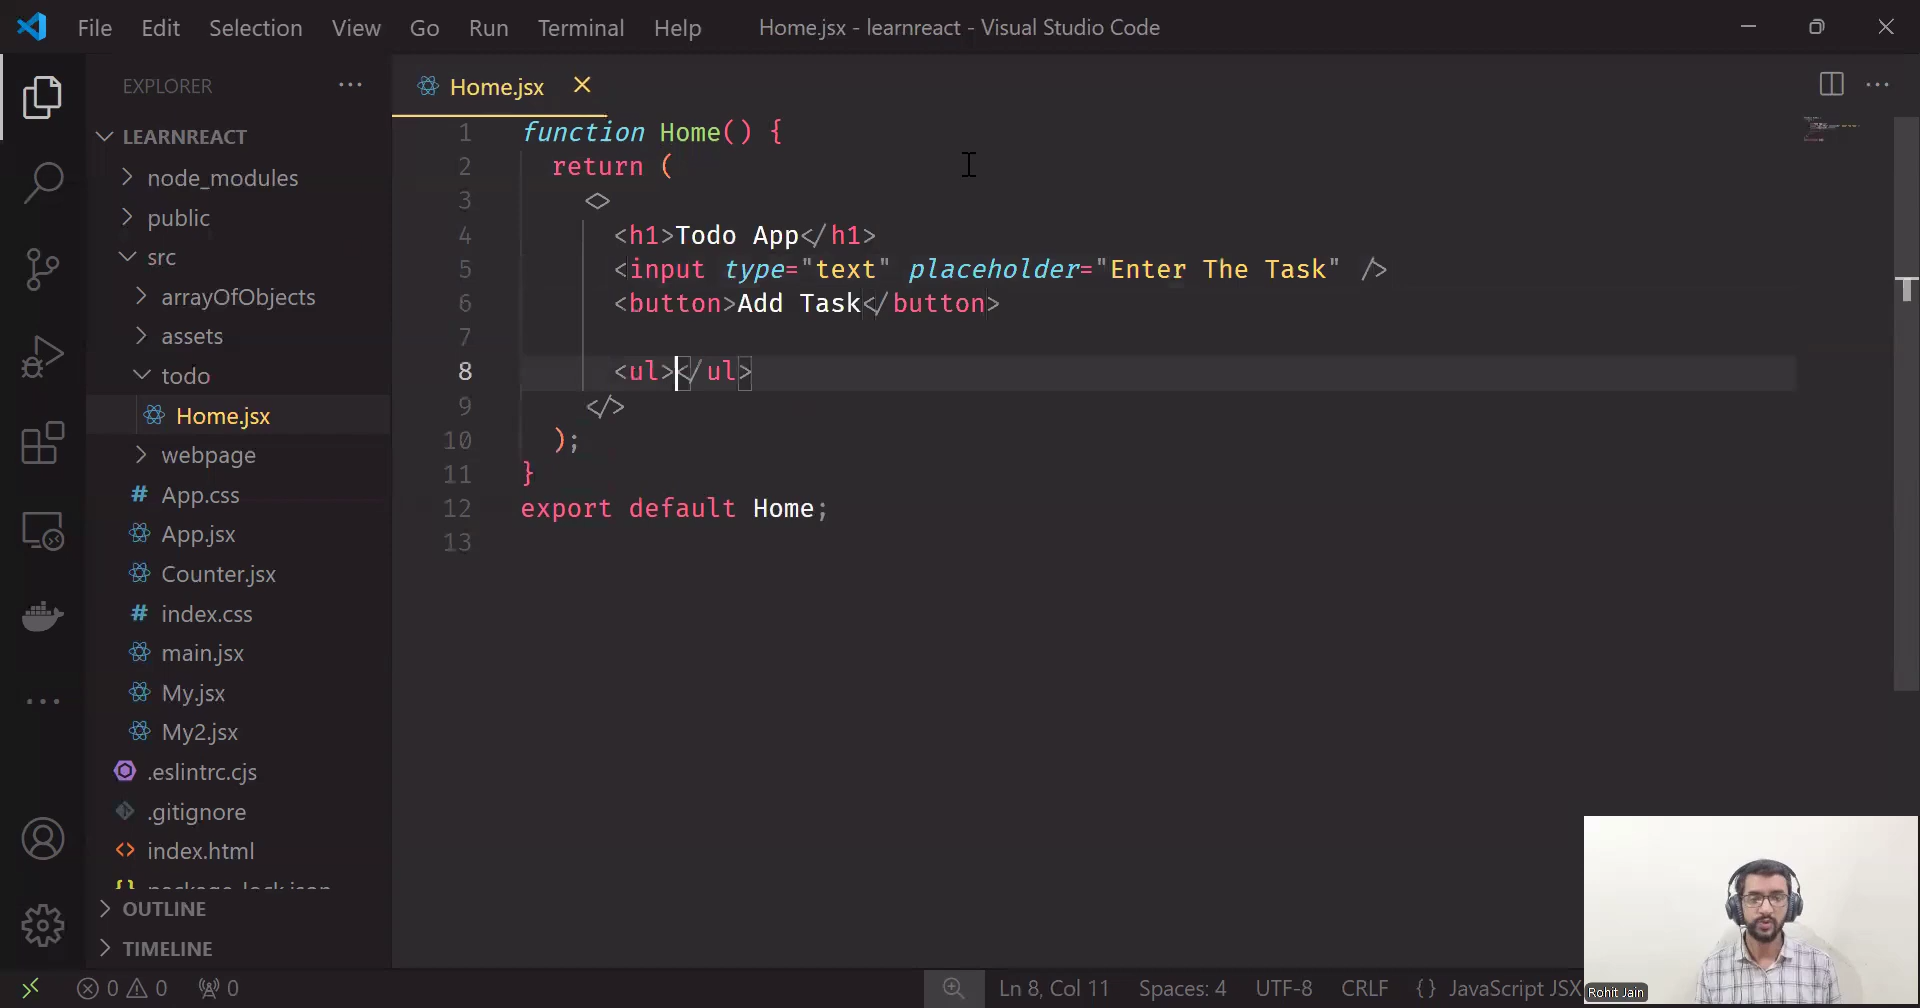 File Edit Selection View Go Run Terminal Help Home.jsx - learnreact - Visual Studio Code
EXPLORER
LEARNREACT
node_modules
public
src
arrayOfObjects
assets
todo
Home.jsx
webpage
App.css
App.jsx
Counter.jsx
index.css
main.jsx
My.jsx
My2.jsx
.eslintrc.cjs
.gitignore
index.html
package-lock.json
OUTLINE
TIMELINE
Home.jsx
1 function Home() {
2 return (
3 <>
4 <h1>Todo App</h1>
5 <input type="text" placeholder="Enter The Task" />
6 <button>Add Task</button>
7
8 <ul></ul>
9 </>
10 );
11 }
12 export default Home;
13
0 0 0 Ln 8, Col 11 Spaces: 4 UTF-8 CRLF {} JavaScript JSX
Rohit Jain